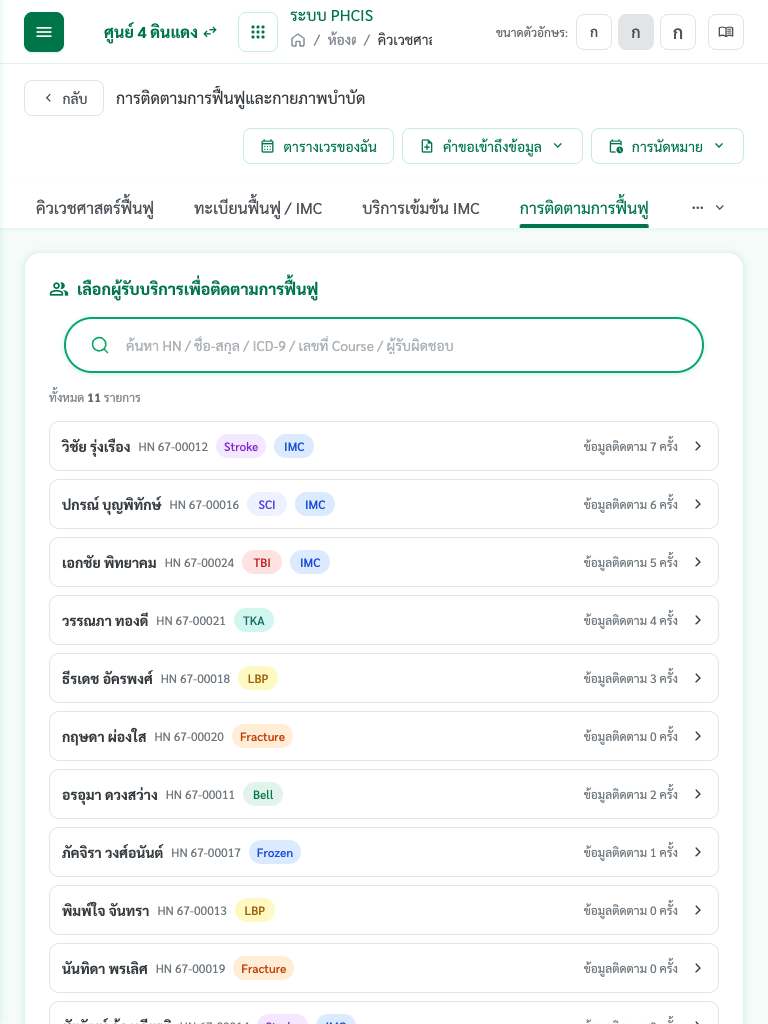 ศูนย์ 4 ดินแดง
ระบบ PHCIS
/ ห้อง / คิวเวชศา
ขนาดตัวอักษร: ก ก ก
กลับ การติดตามการฟื้นฟูและกายภาพบำบัด
ตารางเวรของฉัน คำขอเข้าถึงข้อมูล การนัดหมาย
คิวเวชศาสตร์ฟื้นฟู ทะเบียนฟื้นฟู / IMC บริการเข้มข้น IMC การติดตามการฟื้นฟู ...
เลือกผู้รับบริการเพื่อติดตามการฟื้นฟู
ค้นหา HN / ชื่อ-สกุล / ICD-9 / เลขที่ Course / ผู้รับผิดชอบ
ทั้งหมด 11 รายการ
วิชัย รุ่งเรือง HN 67-00012 Stroke IMC ข้อมูลติดตาม 7 ครั้ง
ปกรณ์ บุญพิทักษ์ HN 67-00016 SCI IMC ข้อมูลติดตาม 6 ครั้ง
เอกชัย พิทยาคม HN 67-00024 TBI IMC ข้อมูลติดตาม 5 ครั้ง
วรรณภา ทองดี HN 67-00021 TKA ข้อมูลติดตาม 4 ครั้ง
ธีรเดช อัครพงศ์ HN 67-00018 LBP ข้อมูลติดตาม 3 ครั้ง
กฤษดา ผ่องใส HN 67-00020 Fracture ข้อมูลติดตาม 0 ครั้ง
อรอุมา ดวงสว่าง HN 67-00011 Bell ข้อมูลติดตาม 2 ครั้ง
ภัคจิรา วงศ์อนันต์ HN 67-00017 Frozen ข้อมูลติดตาม 1 ครั้ง
พิมพ์ใจ จันทรา HN 67-00013 LBP ข้อมูลติดตาม 0 ครั้ง
นันทิดา พรเลิศ HN 67-00019 Fracture ข้อมูลติดตาม 0 ครั้ง